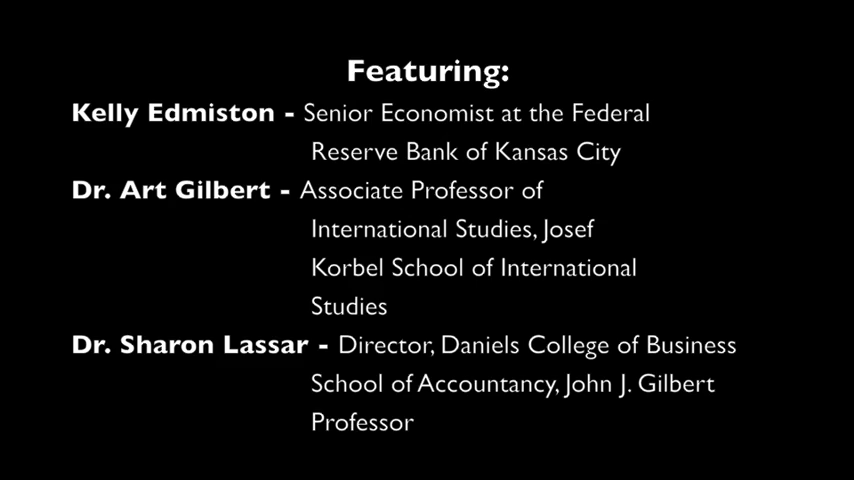 Featuring:
Kelly Edmiston - Senior Economist at the Federal
Reserve Bank of Kansas City
Dr. Art Gilbert - Associate Professor of
International Studies, Josef
Korbel School of International
Studies
Dr. Sharon Lassar - Director, Daniels College of Business
School of Accountancy, John J. Gilbert
Professor